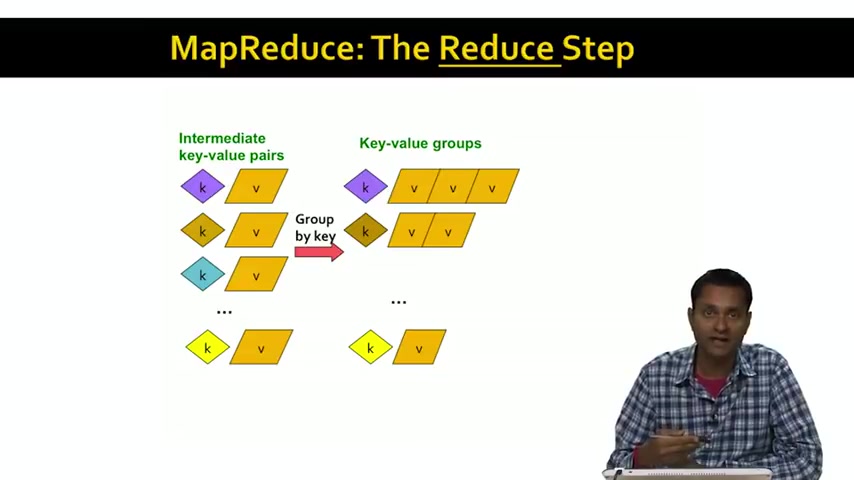 MapReduce: The Reduce Step
Intermediate
key-value pairs
Key-value groups
k v
k v v v
k v
Group
by key
k v v
k v
...
...
k v
k v